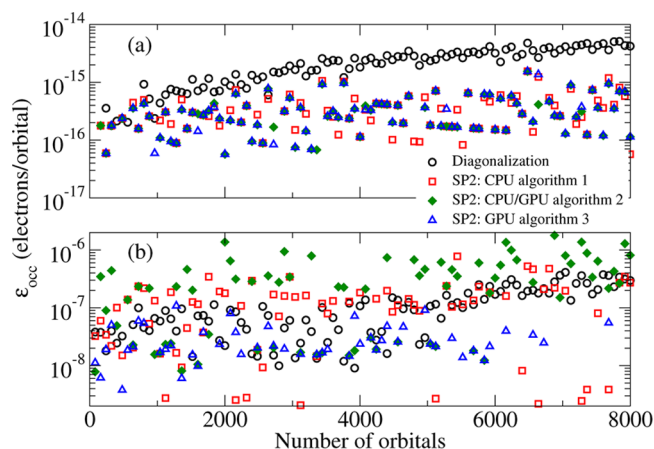 10⁻¹⁴
(a)
10⁻¹⁵
10⁻¹⁶
10⁻¹⁷
Diagonalization
SP2: CPU algorithm 1
SP2: CPU/GPU algorithm 2
SP2: GPU algorithm 3
ε_occ (electrons/orbital)
10⁻⁶
(b)
10⁻⁷
10⁻⁸
0 2000 4000 6000 8000
Number of orbitals